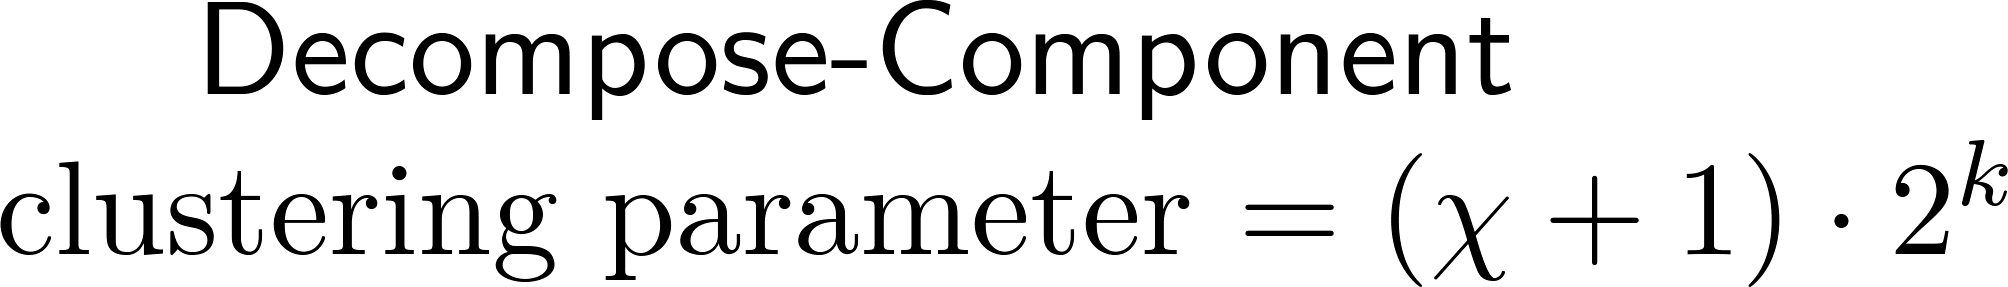 Decompose-Component
clustering parameter = (χ + 1) · 2^k